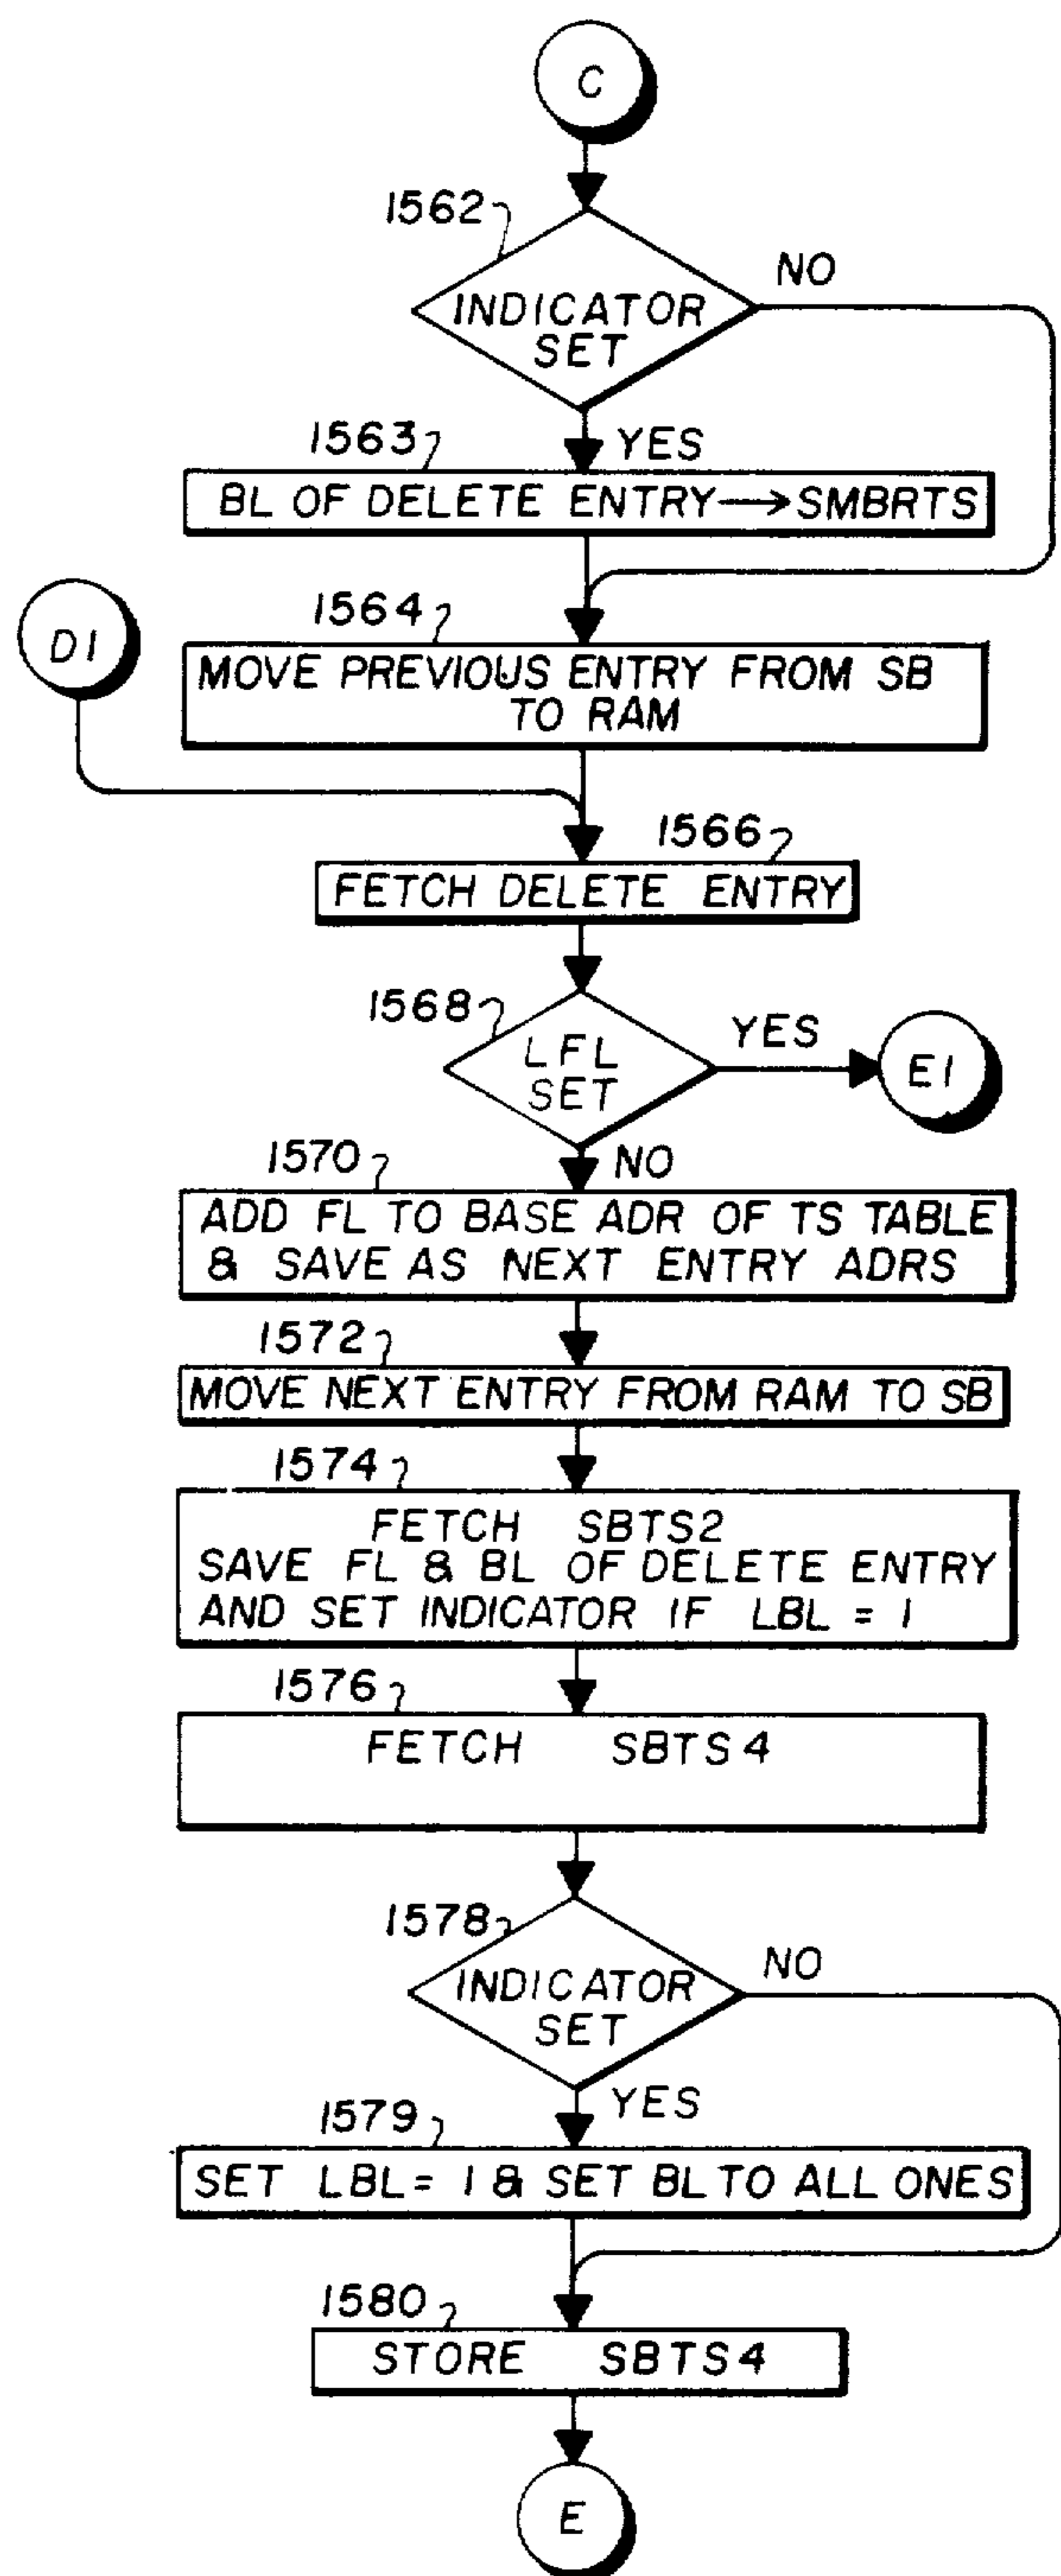 C
1562
INDICATOR
SET
NO
YES
1563
BL OF DELETE ENTRY→SMBRTS
1564
D1
MOVE PREVIOUS ENTRY FROM SB
TO RAM
1566
FETCH DELETE ENTRY
1568
LFL
SET
YES
E1
NO
1570
ADD FL TO BASE ADR OF TS TABLE
& SAVE AS NEXT ENTRY ADRS
1572
MOVE NEXT ENTRY FROM RAM TO SB
1574
FETCH SBTS2
SAVE FL & BL OF DELETE ENTRY
AND SET INDICATOR IF LBL = 1
1576
FETCH SBTS4
1578
INDICATOR
SET
NO
YES
1579
SET LBL = 1 & SET BL TO ALL ONES
1580
STORE SBTS4
E